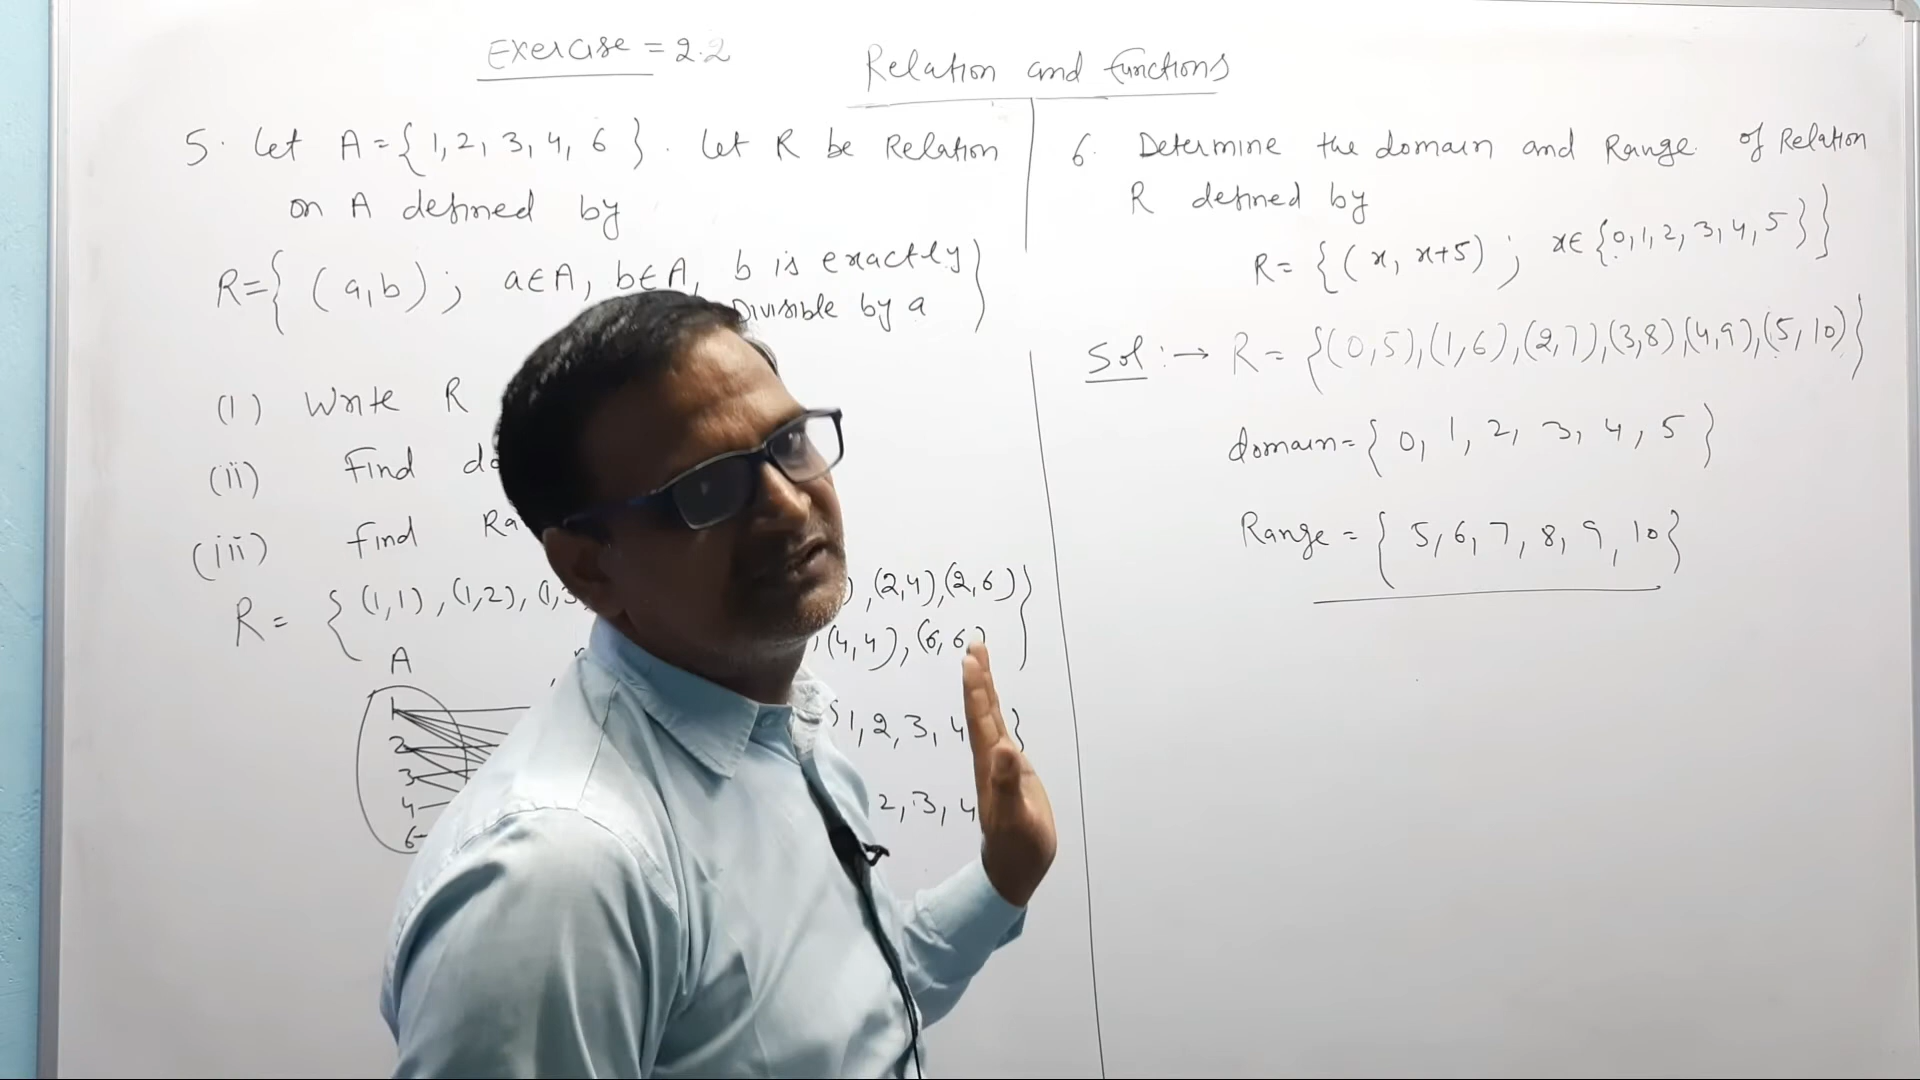 Exercise = 2.2
Relation and functions
5. Let A = { 1, 2, 3, 4, 6 } . Let R be Relation
on A defined by
R = { (a, b) ; a ∈ A, b ∈ A, b is exactly
Divisible by a }
(i) Write R
(ii) Find
(iii) find
R = { (1,1), (1,2), (1,3 , (2,4), (2,6)
, (4,4), (6,6) }
A
1
2
3
4
6
1, 2, 3, 4 }
2, 3, 4
6. Determine the domain and Range of Relation
R defined by
R = { (x, x+5) ; x ∈ {0, 1, 2, 3, 4, 5 } }
Sol :→ R = { (0,5), (1,6), (2,7), (3,8), (4,9), (5,10) }
domain = { 0, 1, 2, 3, 4, 5 }
Range = { 5, 6, 7, 8, 9, 10 }